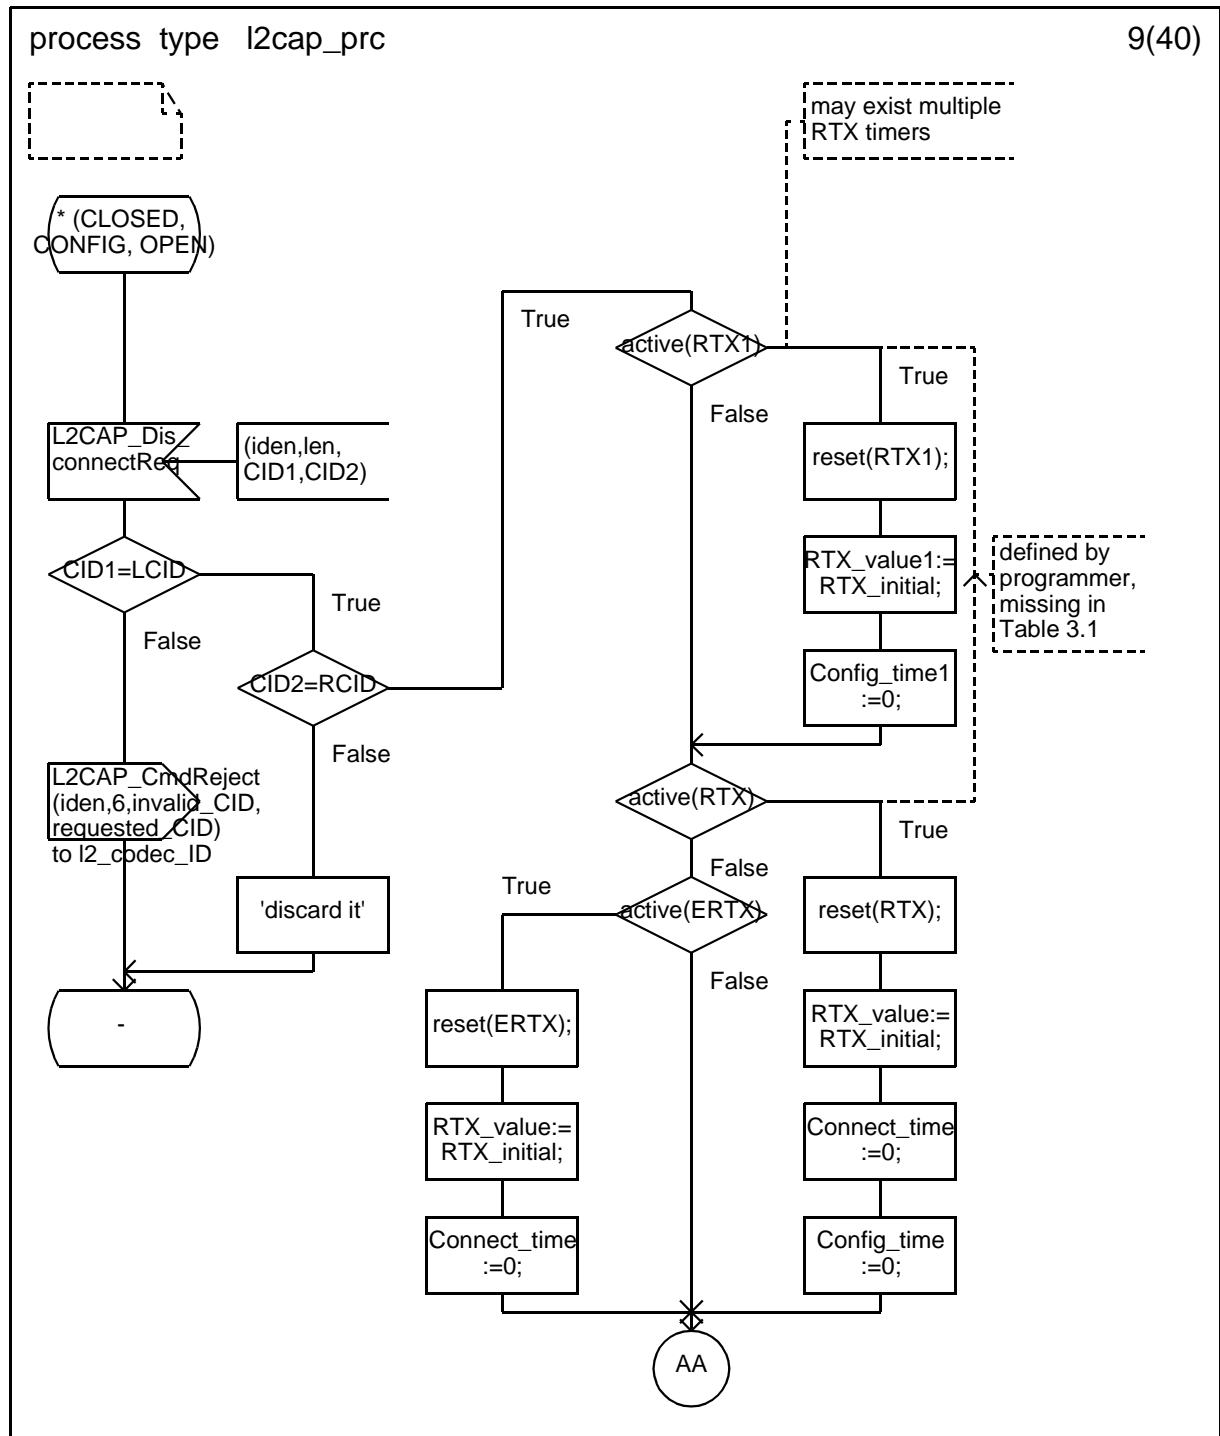 process type l2cap_prc
9(40)
may exist multiple
RTX timers
* (CLOSED,
CONFIG, OPEN)
True
active(RTX1)
True
False
L2CAP_Dis_
connectReq
(iden,len,
CID1,CID2)
reset(RTX1);
CID1=LCID
True
False
RTX_value1:=
RTX_initial;
defined by
programmer,
missing in
Table 3.1
CID2=RCID
False
Config_time1
:=0;
L2CAP_CmdReject
(iden,6,invalid_CID,
requested_CID)
to l2_codec_ID
active(RTX)
True
False
'discard it'
True
active(ERTX)
False
reset(RTX);
-
reset(ERTX);
RTX_value:=
RTX_initial;
RTX_value:=
RTX_initial;
Connect_time
:=0;
Connect_time
:=0;
Config_time
:=0;
AA